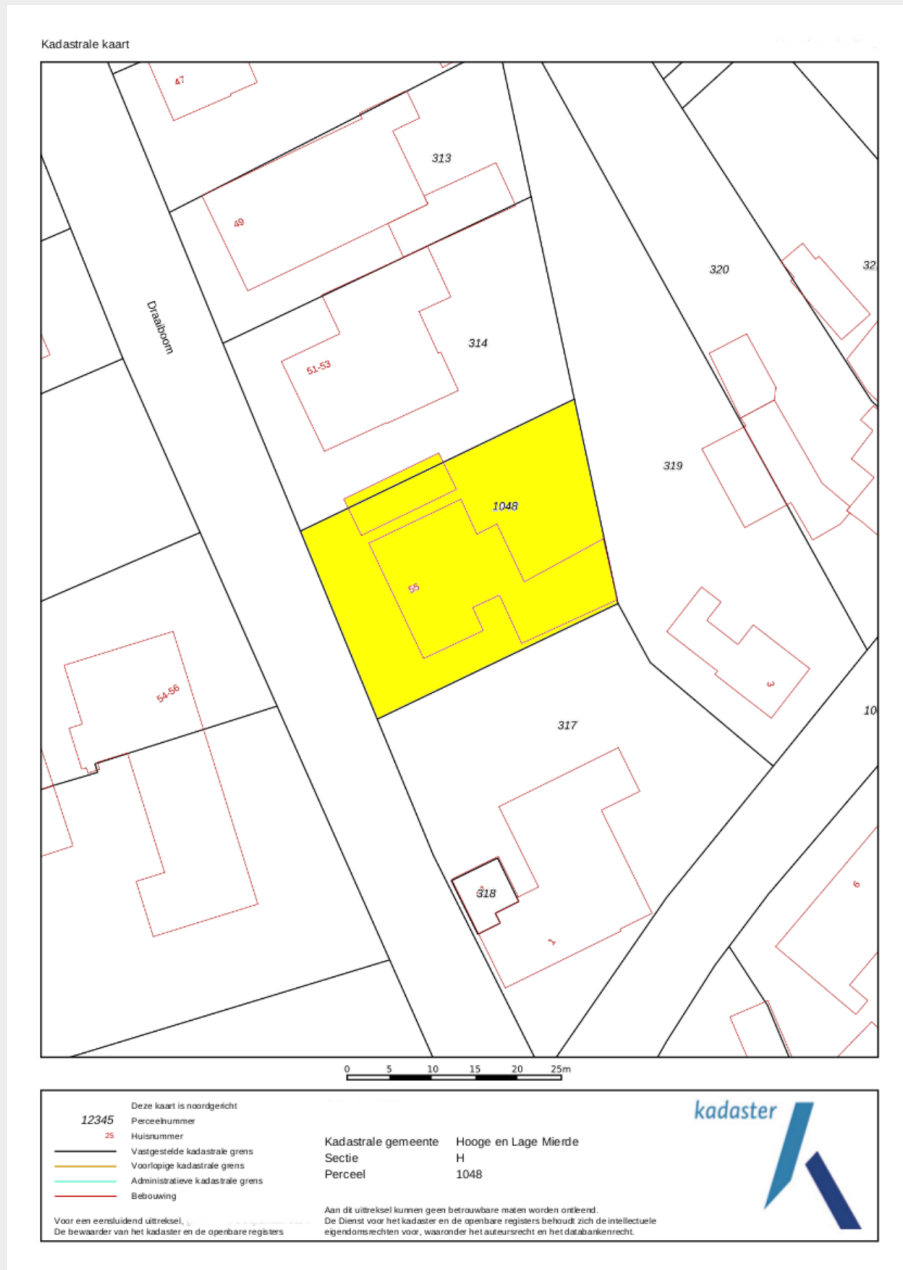 Kadastrale kaart
47
313
49
320
32
Draaiboom
314
51-53
319
1048
55
54-56
3
10
317
318
6
1
0 5 10 15 20 25m
Deze kaart is noordgericht
12345 Perceelnummer
25 Huisnummer
Vastgestelde kadastrale grens
Voorlopige kadastrale grens
Administratieve kadastrale grens
Bebouwing
Voor een eensluidend uittreksel,
De bewaarder van het kadaster en de openbare registers
Kadastrale gemeente Hooge en Lage Mierde
Sectie H
Perceel 1048
Aan dit uittreksel kunnen geen betrouwbare maten worden ontleend.
De Dienst voor het kadaster en de openbare registers behoudt zich de intellectuele
eigendomsrechten voor, waaronder het auteursrecht en het databankenrecht.
kadaster